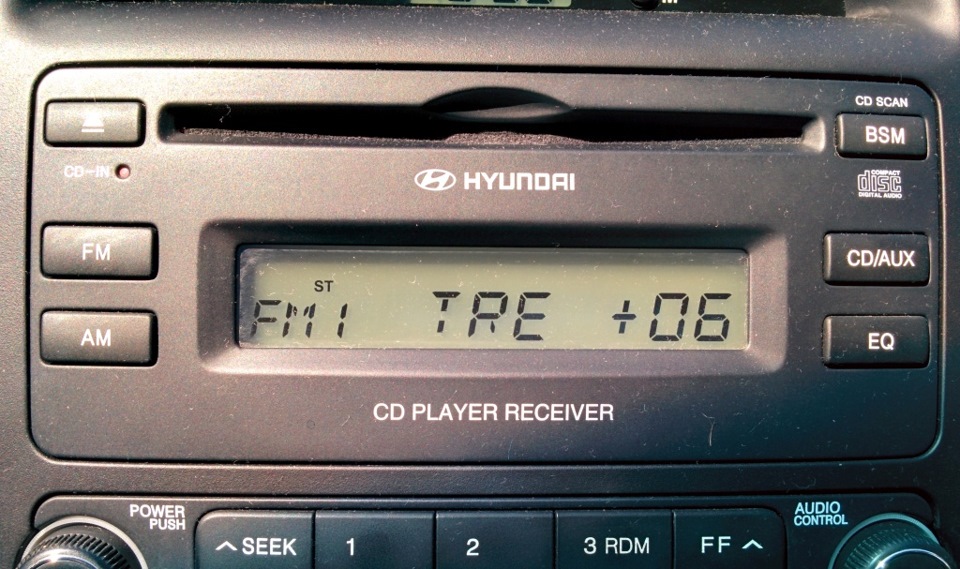 CD SCAN
BSM
CD-IN
HYUNDAI
COMPACT
disc
DIGITAL AUDIO
FM
CD/AUX
ST
FM1 TRE +06
AM
EQ
CD PLAYER RECEIVER
POWER
PUSH
AUDIO
CONTROL
SEEK 1 2 3 RDM FF